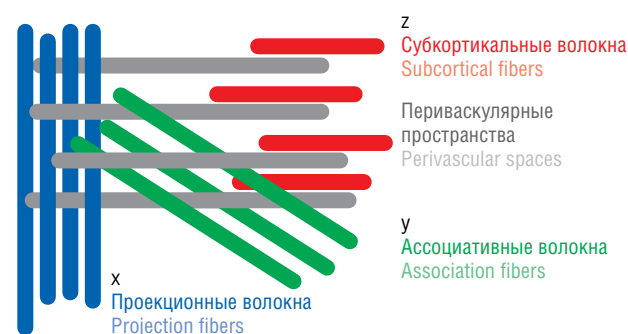 z
Субкортикальные волокна
Subcortical fibers
Периваскулярные
пространства
Perivascular spaces
y
Ассоциативные волокна
Association fibers
x
Проекционные волокна
Projection fibers